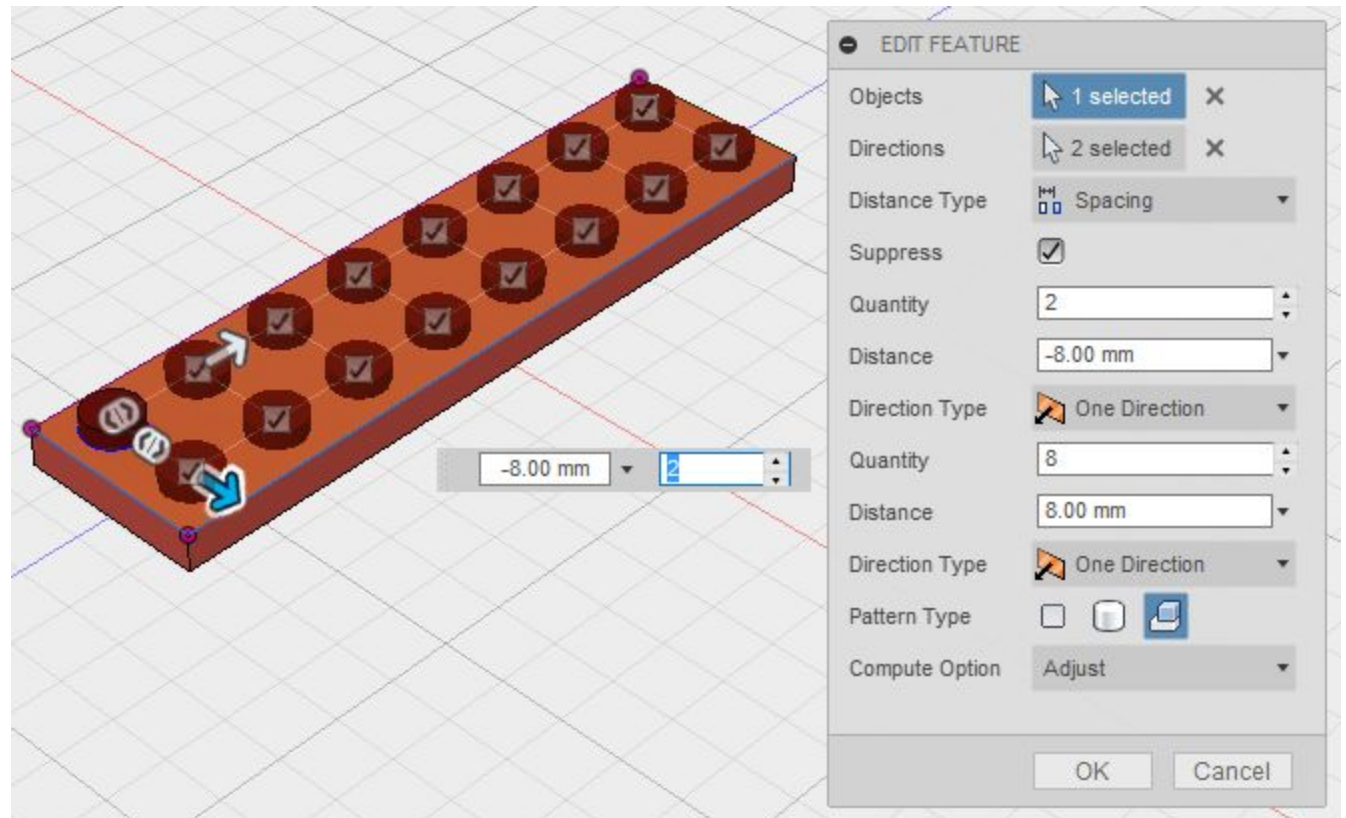 EDIT FEATURE
Objects 1 selected
Directions 2 selected
Distance Type Spacing
Suppress
Quantity 2
Distance -8.00 mm
Direction Type One Direction
Quantity 8
-8.00 mm 2
Distance 8.00 mm
Direction Type One Direction
Pattern Type
Compute Option Adjust
OK Cancel